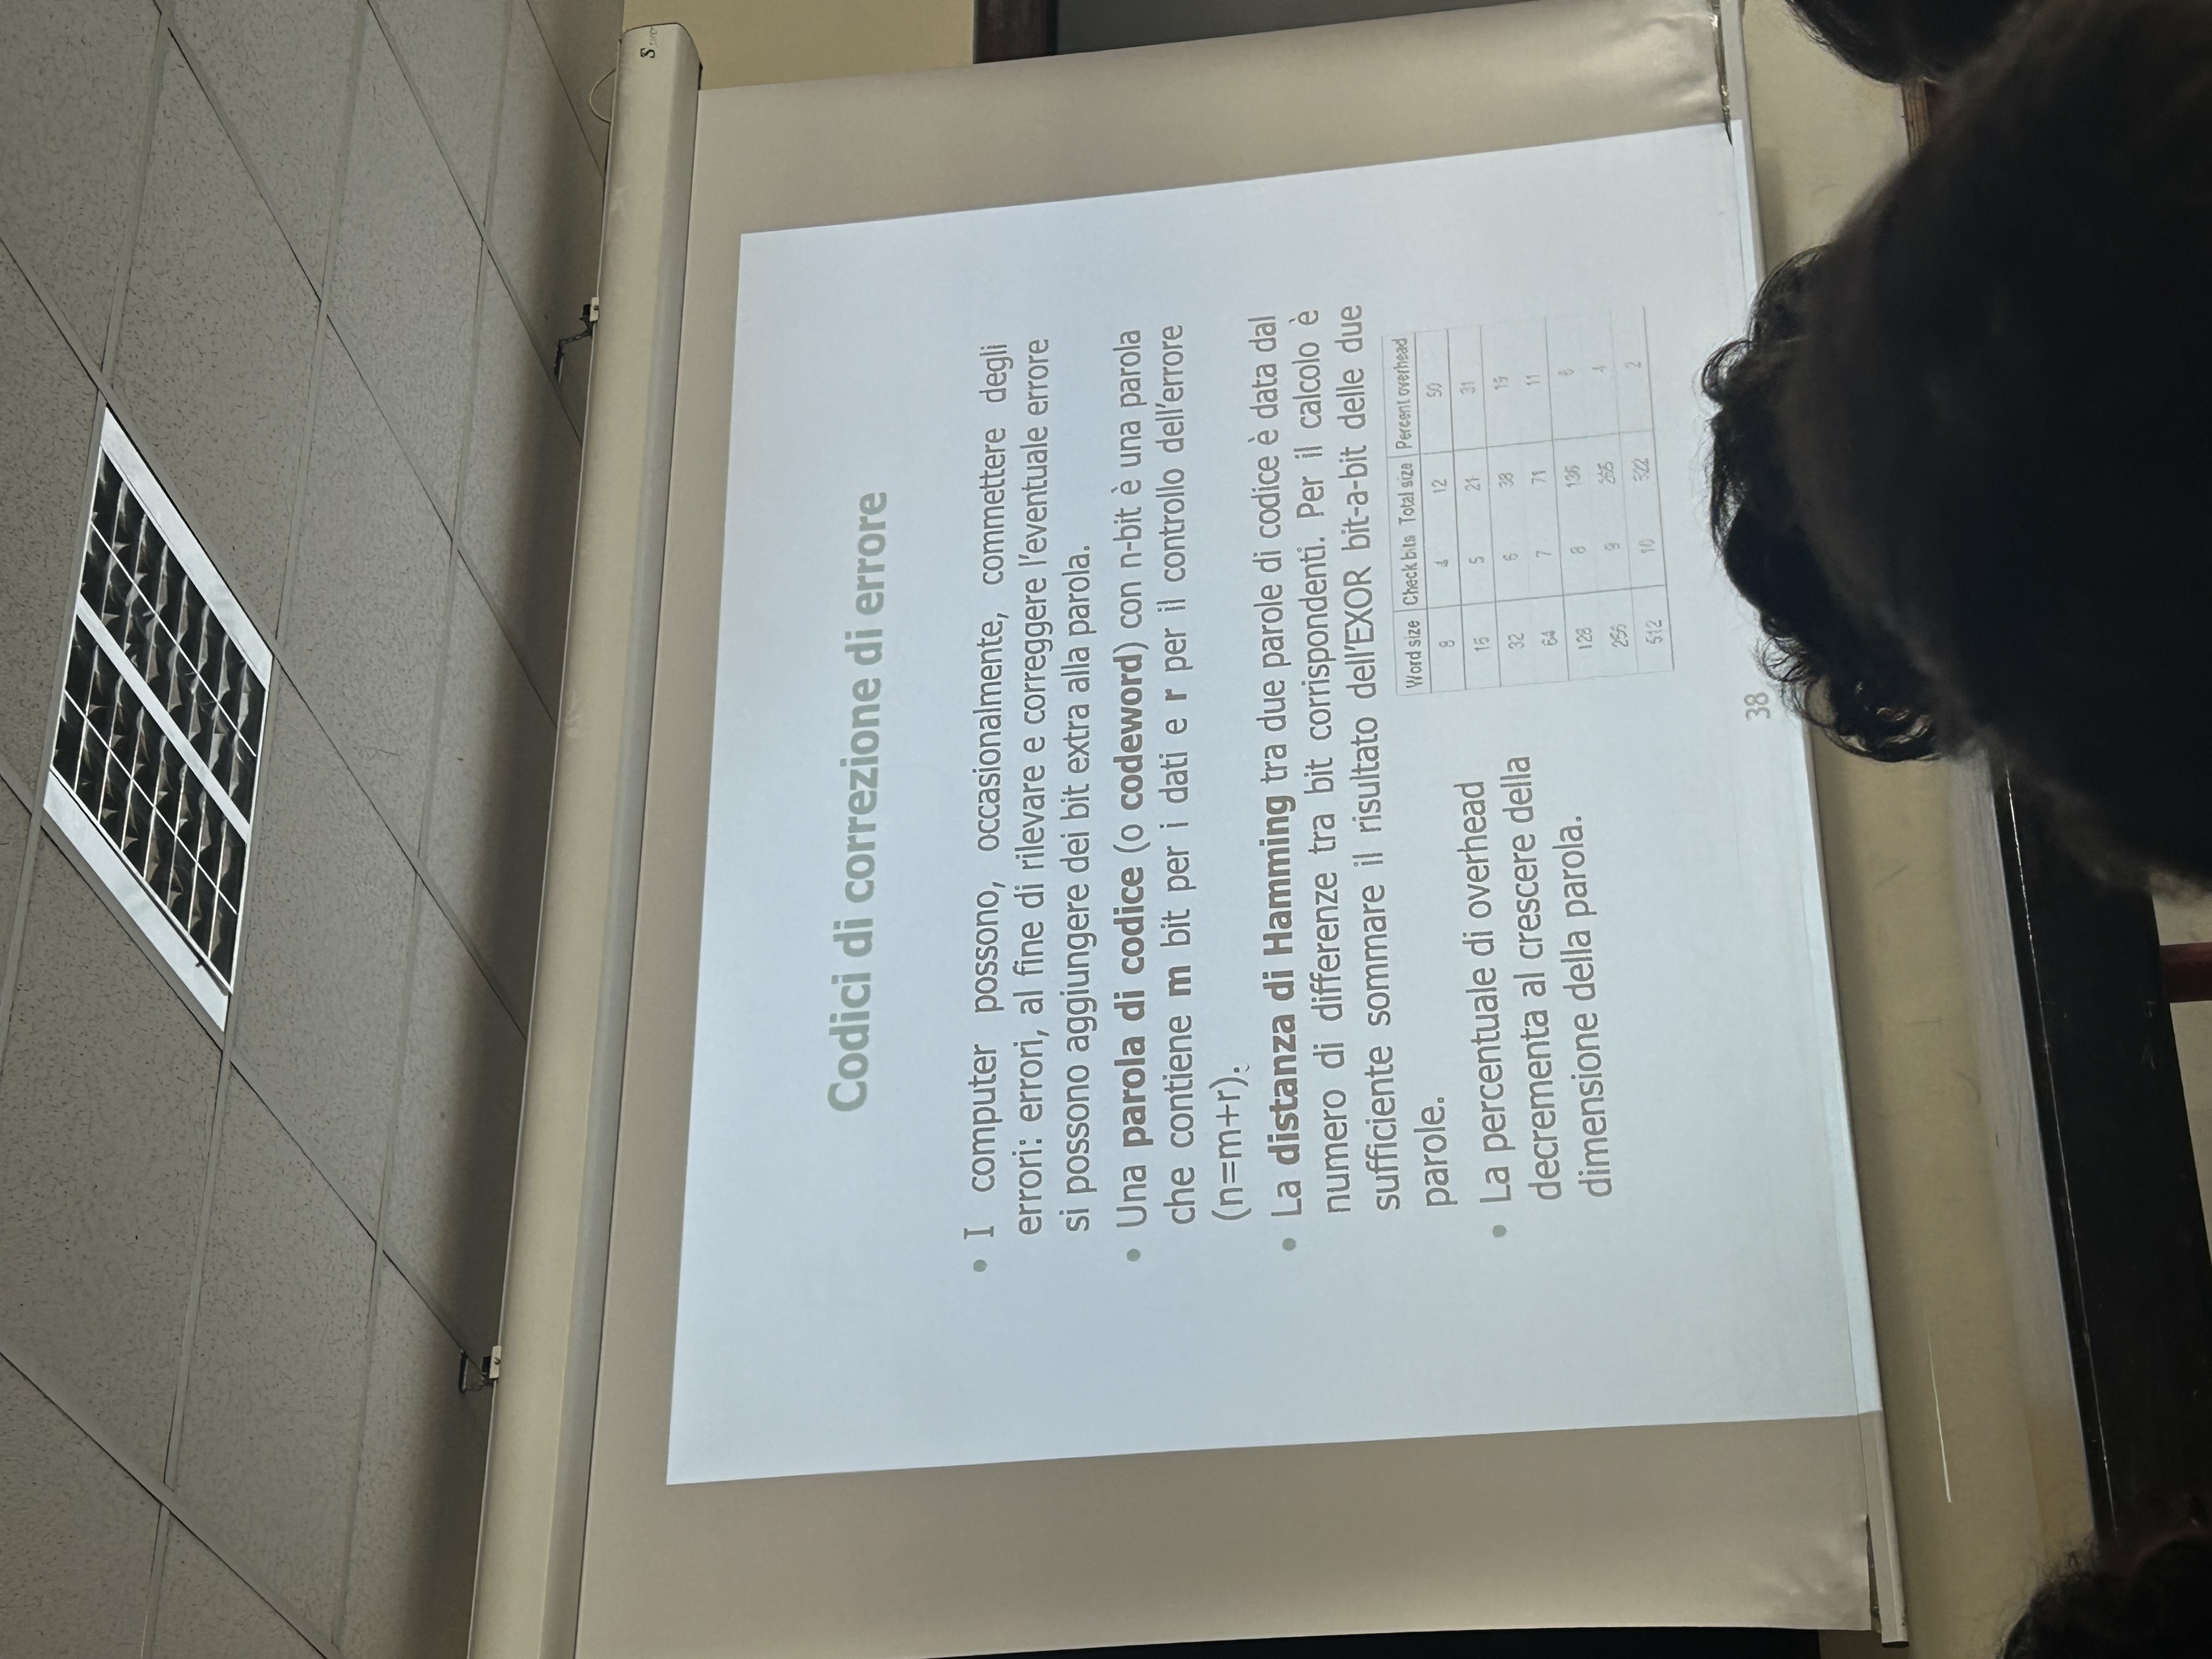 S
Codici di correzione di errore
• I computer possono, occasionalmente, commettere degli
errori: errori, al fine di rilevare e correggere l'eventuale errore
si possono aggiungere dei bit extra alla parola.
• Una parola di codice (o codeword) con n-bit è una parola
che contiene m bit per i dati e r per il controllo dell'errore
(n=m+r).
• La distanza di Hamming tra due parole di codice è data dal
numero di differenze tra bit corrispondenti. Per il calcolo è
sufficiente sommare il risultato dell'EXOR bit-a-bit delle due
parole.
• La percentuale di overhead
decrementa al crescere della
dimensione della parola.
Word size Check bits Total size Percent overhead
8 4 12 50
16 5 21 31
32 6 38 19
64 7 71 11
128 8 136 6
256 9 265 4
512 10 522 2
38